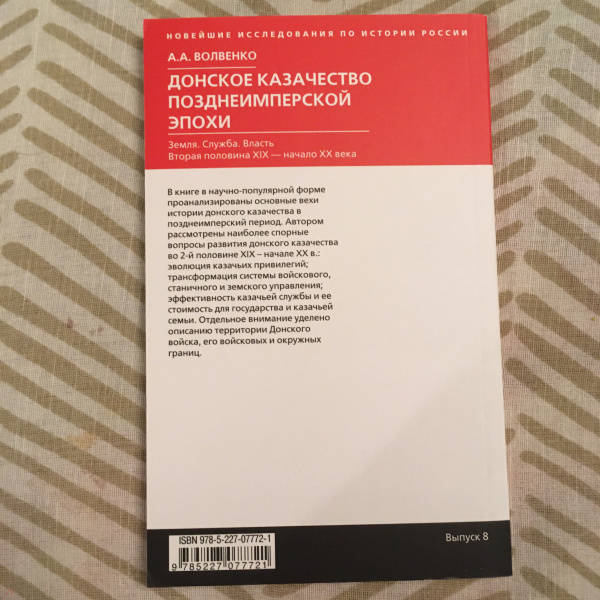 НОВЕЙШИЕ ИССЛЕДОВАНИЯ ПО ИСТОРИИ РОССИИ
А.А. ВОЛВЕНКО
ДОНСКОЕ КАЗАЧЕСТВО
ПОЗДНЕИМПЕРСКОЙ
ЭПОХИ
Земля. Служба. Власть
Вторая половина XIX — начало XX века
В книге в научно-популярной форме
проанализированы основные вехи
истории донского казачества в
позднеимперский период. Автором
рассмотрены наиболее спорные
вопросы развития донского казачества
во 2-й половине XIX – начале XX в.:
эволюция казачьих привилегий;
трансформация системы войскового,
станичного и земского управления;
эффективность казачьей службы и ее
стоимость для государства и казачьей
семьи. Отдельное внимание уделено
описанию территории Донского
войска, его войсковых и окружных
границ.
ISBN 978-5-227-07772-1
9 785227 077721
Выпуск 8